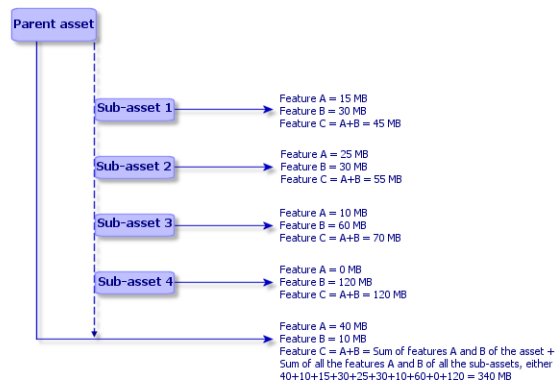 Parent asset
Sub-asset 1
Feature A = 15 MB
Feature B = 30 MB
Feature C = A+B = 45 MB
Sub-asset 2
Feature A = 25 MB
Feature B = 30 MB
Feature C = A+B = 55 MB
Sub-asset 3
Feature A = 10 MB
Feature B = 60 MB
Feature C = A+B = 70 MB
Sub-asset 4
Feature A = 0 MB
Feature B = 120 MB
Feature C = A+B = 120 MB
Feature A = 40 MB
Feature B = 10 MB
Feature C = A+B = Sum of features A and B of the asset +
Sum of all the features A and B of all the sub-assets, either
40+10+15+30+25+30+10+60+0+120 = 340 MB